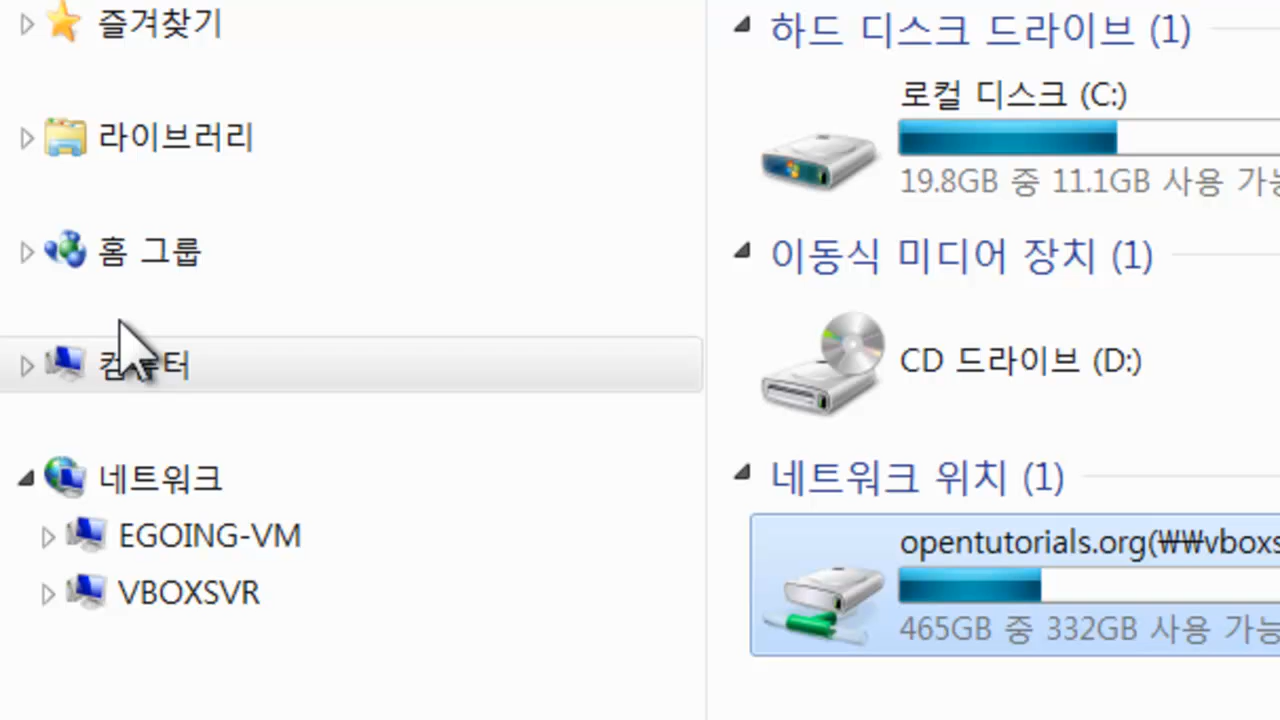 즐겨찾기
라이브러리
홈 그룹
네트워크
EGOING-VM
VBOXSVR
하드 디스크 드라이브 (1)
로컬 디스크 (C:)
19.8GB 중 11.1GB 사용
이동식 미디어 장치 (1)
CD 드라이브 (D:)
네트워크 위치 (1)
opentutorials.org(₩₩vboxs
465GB 중 332GB 사용 가능